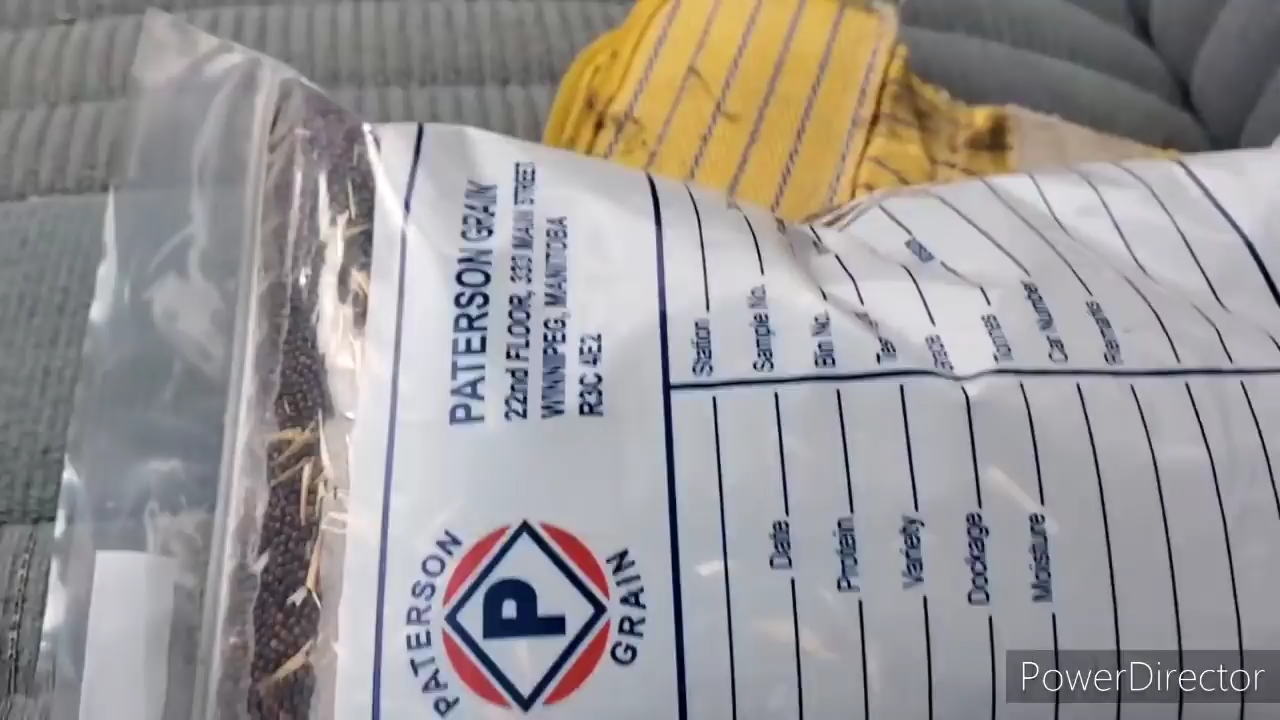 PATERSON GRAIN
22nd FLOOR, 333 MAIN STREET
WINNIPEG, MANITOBA
R3C 4E2
PATERSON
P
GRAIN
Station
Sample No.
Date
Bin No.
Protein
Variety
Dockage
Tonnes
Moisture
Car Number
Remarks
PowerDirector